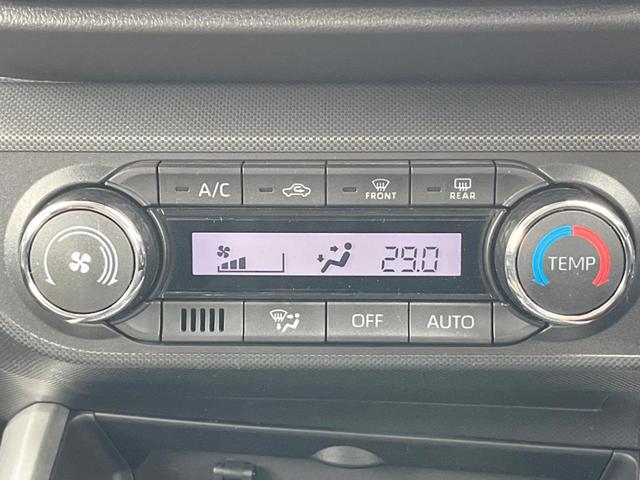 A/C
FRONT
REAR
29.0
TEMP
OFF
AUTO